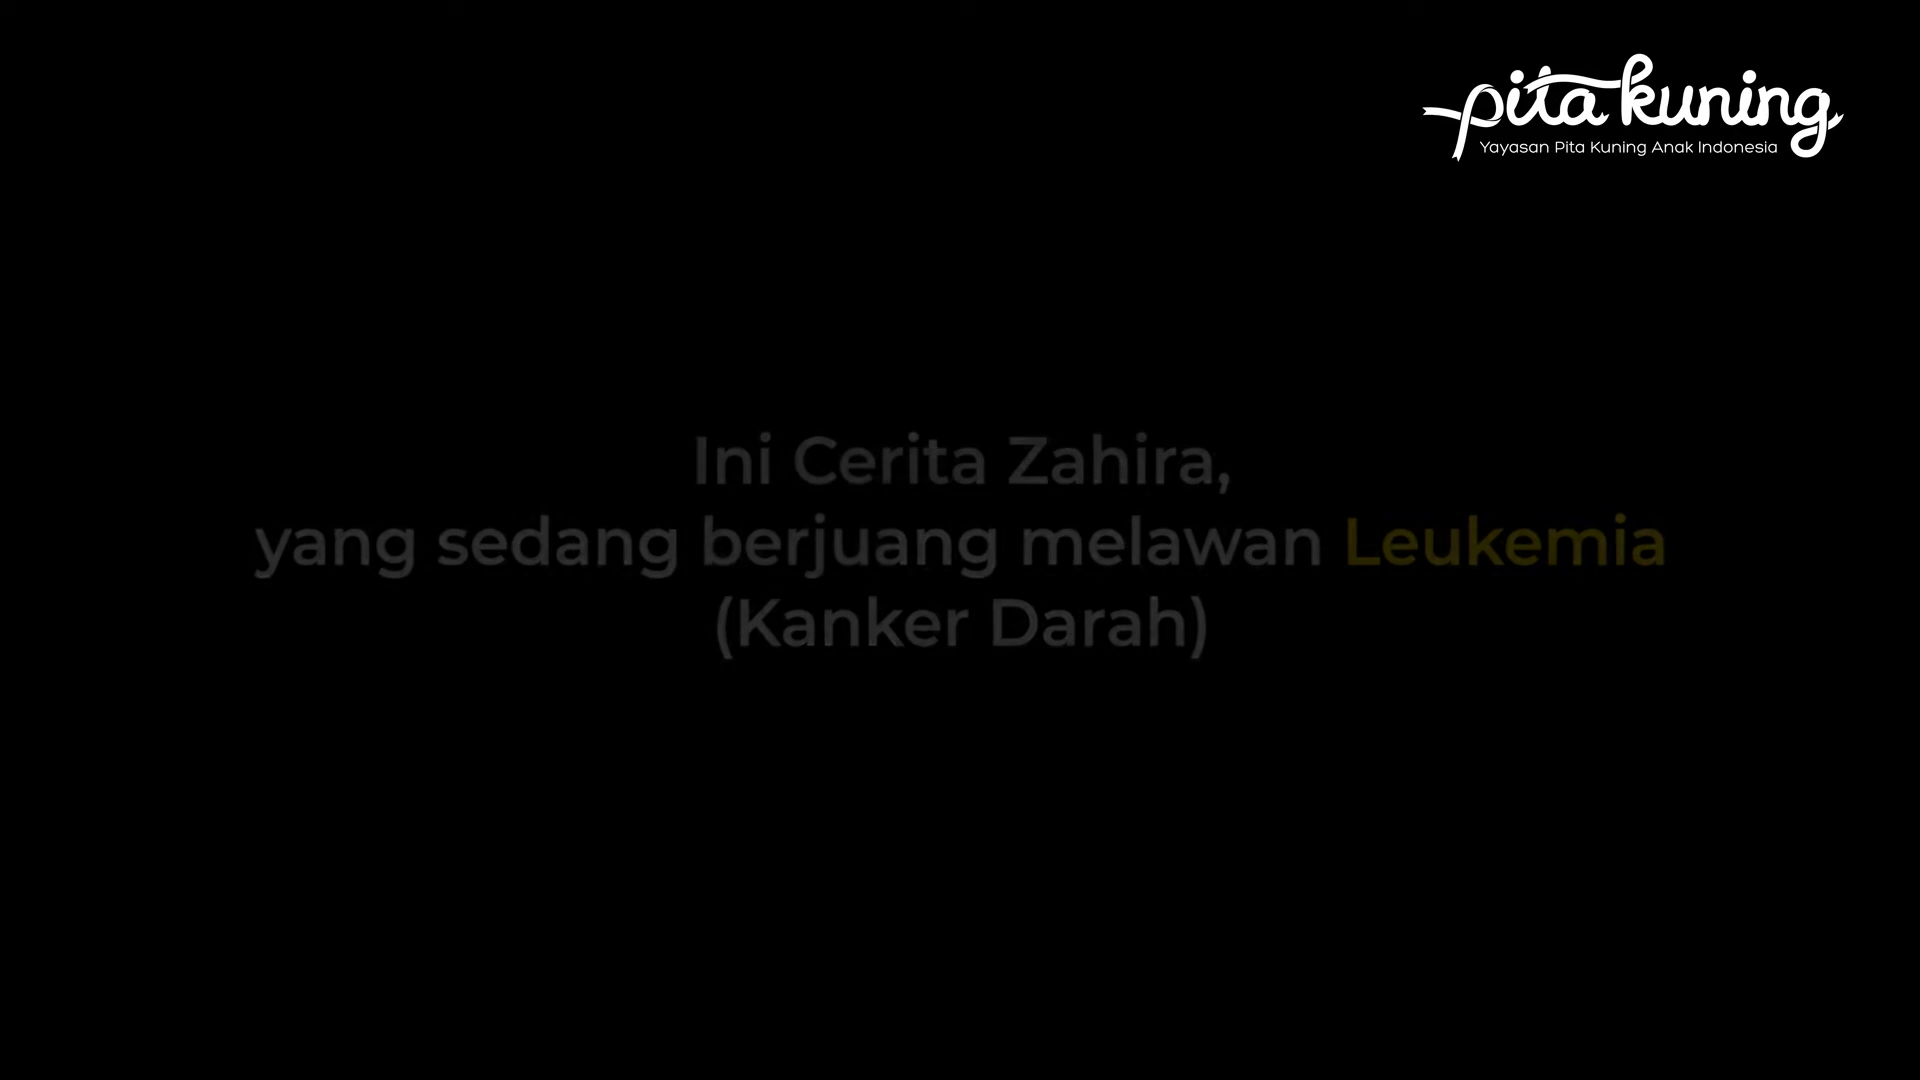 pita kuning
Yayasan Pita Kuning Anak Indonesia
Ini Cerita Zahira,
yang sedang berjuang melawan Leukemia
(Kanker Darah)